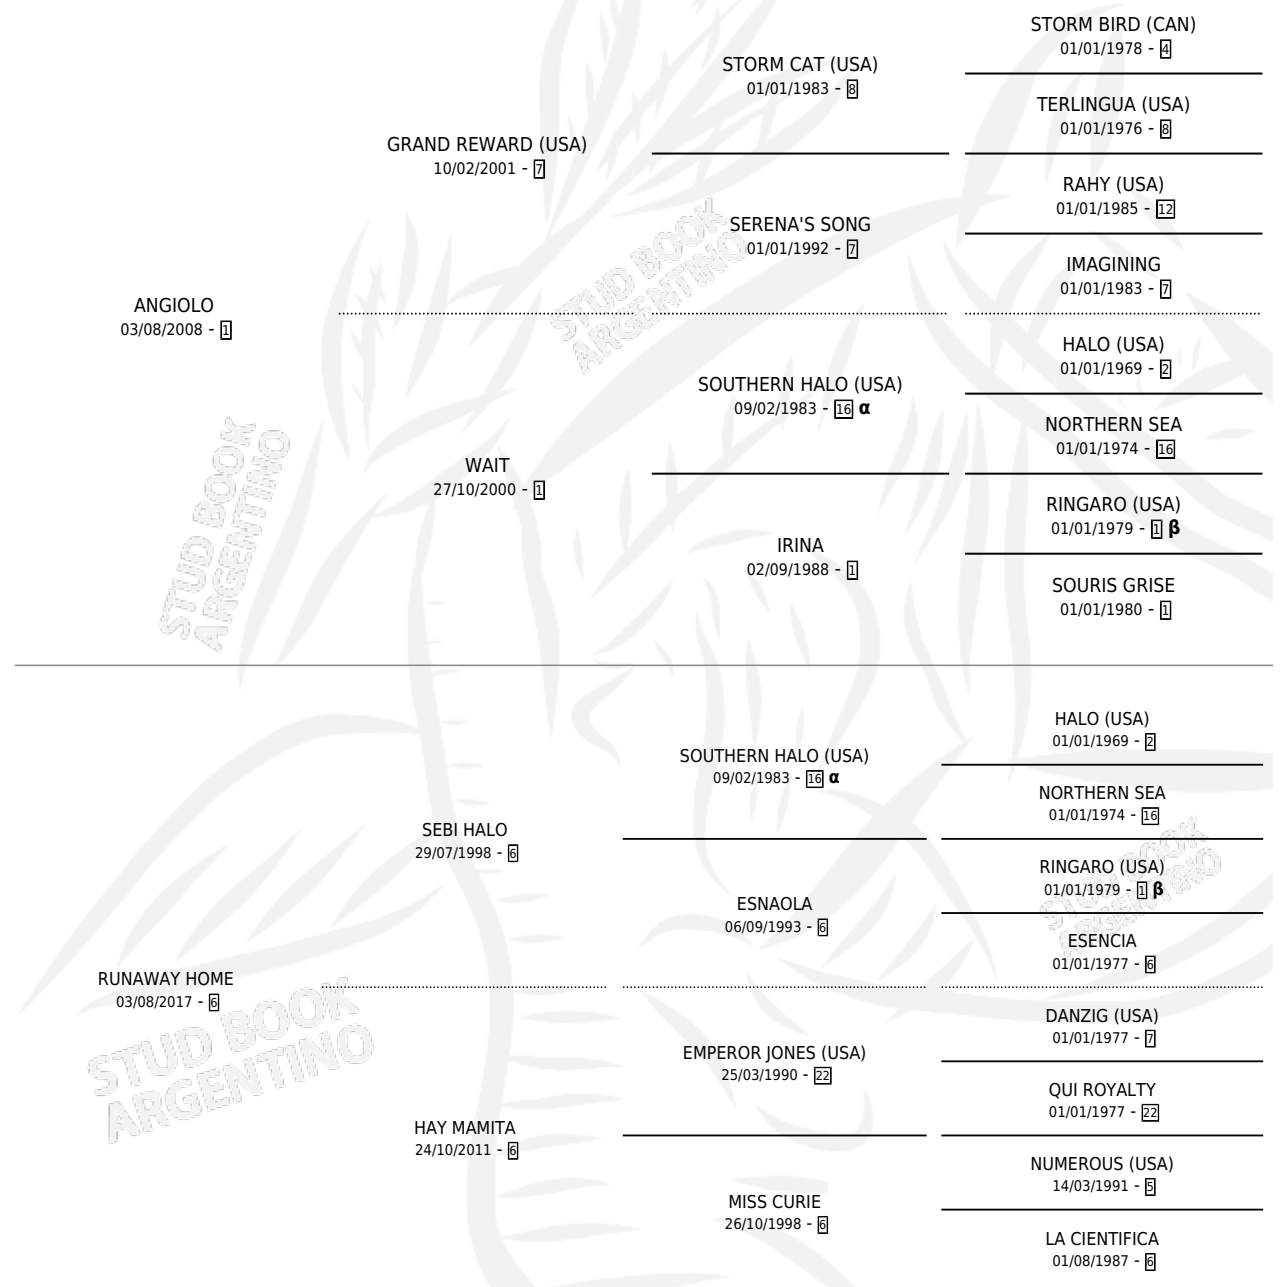 STORM BIRD (CAN)
01/01/1978 - 4
STORM CAT (USA)
01/01/1983 - 8
TERLINGUA (USA)
01/01/1976 - 8
GRAND REWARD (USA)
10/02/2001 - 7
RAHY (USA)
01/01/1985 - 12
SERENA'S SONG
01/01/1992 - 7
IMAGINING
01/01/1983 - 7
ANGIOLO
03/08/2008 - 1
HALO (USA)
01/01/1969 - 2
SOUTHERN HALO (USA)
09/02/1983 - 16 α
NORTHERN SEA
01/01/1974 - 16
WAIT
27/10/2000 - 1
RINGARO (USA)
01/01/1979 - 1 β
IRINA
02/09/1988 - 1
SOURIS GRISE
01/01/1980 - 1
STUD BOOK
ARGENTINO
STUD BOOK
ARGENTINO
HALO (USA)
01/01/1969 - 2
SOUTHERN HALO (USA)
09/02/1983 - 16 α
NORTHERN SEA
01/01/1974 - 16
SEBI HALO
29/07/1998 - 6
RINGARO (USA)
01/01/1979 - 1 β
ESNAOLA
06/09/1993 - 6
ESENCIA
01/01/1977 - 6
RUNAWAY HOME
03/08/2017 - 6
DANZIG (USA)
01/01/1977 - 7
EMPEROR JONES (USA)
25/03/1990 - 22
QUI ROYALTY
01/01/1977 - 22
HAY MAMITA
24/10/2011 - 6
NUMEROUS (USA)
14/03/1991 - 5
MISS CURIE
26/10/1998 - 6
LA CIENTIFICA
01/08/1987 - 6
STUD BOOK
ARGENTINO
STUD BOOK
ARGENTINO